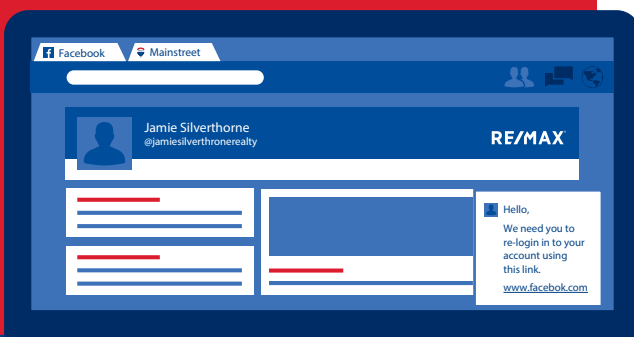 Facebook
Mainstreet
Jamie Silverthorne
@jamiesilverthronerealty
RE/MAX
Hello,
We need you to
re-login in to your
account using
this link.
www.facebok.com